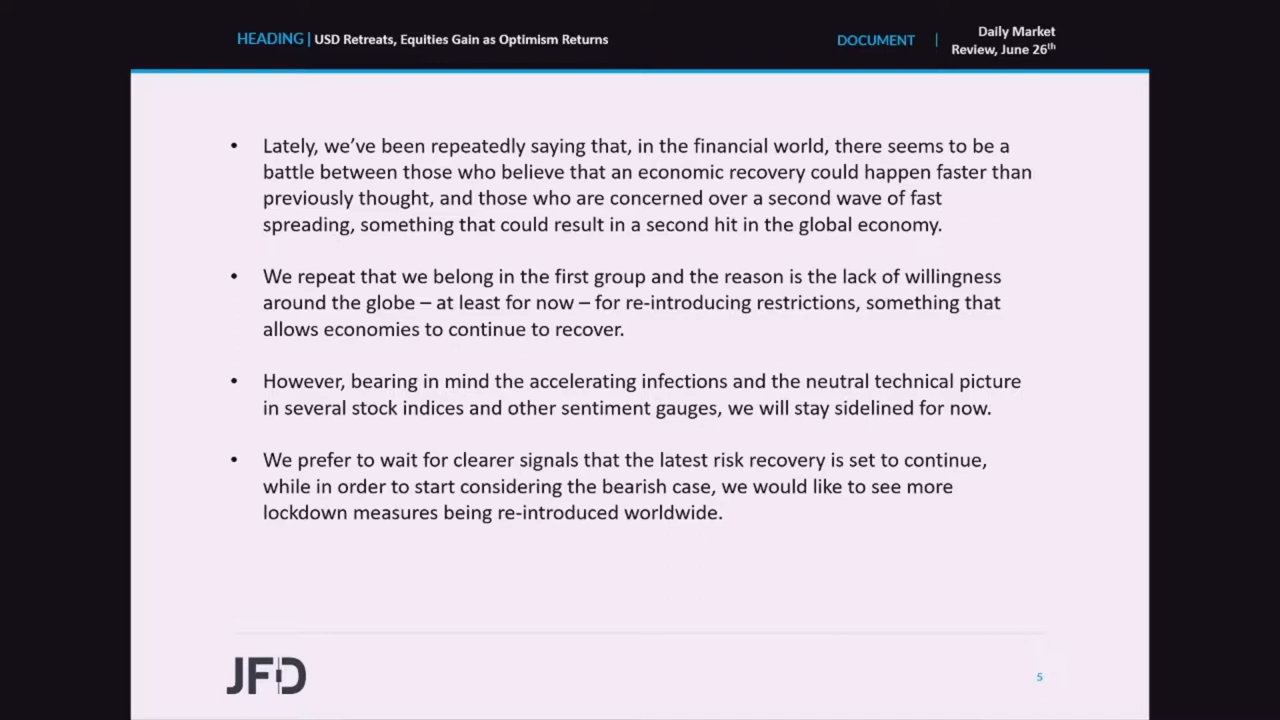 HEADING | USD Retreats, Equities Gain as Optimism Returns
DOCUMENT | Daily Market
Review, June 26th
• Lately, we’ve been repeatedly saying that, in the financial world, there seems to be a
battle between those who believe that an economic recovery could happen faster than
previously thought, and those who are concerned over a second wave of fast
spreading, something that could result in a second hit in the global economy.
• We repeat that we belong in the first group and the reason is the lack of willingness
around the globe – at least for now – for re-introducing restrictions, something that
allows economies to continue to recover.
• However, bearing in mind the accelerating infections and the neutral technical picture
in several stock indices and other sentiment gauges, we will stay sidelined for now.
• We prefer to wait for clearer signals that the latest risk recovery is set to continue,
while in order to start considering the bearish case, we would like to see more
lockdown measures being re-introduced worldwide.
JFD
5